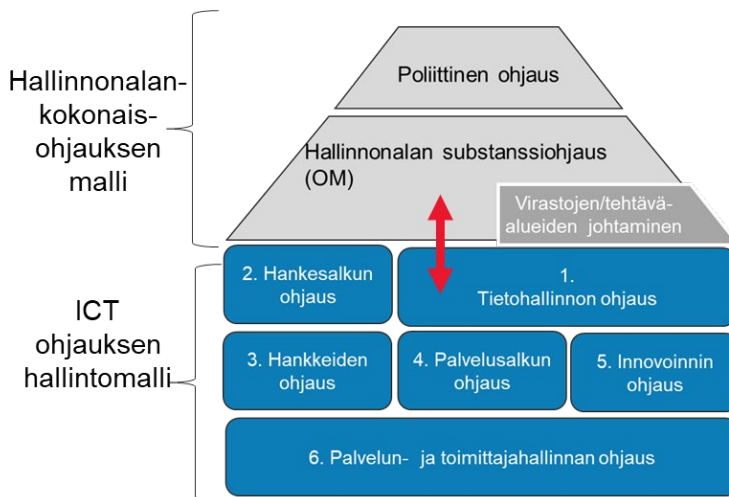 Hallinnonalan-
kokonais-
ohjauksen
malli
Poliittinen ohjaus
Hallinnonalan substanssiohjaus
(OM)
Virastojen/tehtävä-
alueiden johtaminen
ICT
ohjauksen
hallintomalli
2. Hankesalkun
ohjaus
1.
Tietohallinnon ohjaus
3. Hankkeiden
ohjaus
4. Palvelusalkun
ohjaus
5. Innovoinnin
ohjaus
6. Palvelun- ja toimittajahallinnan ohjaus